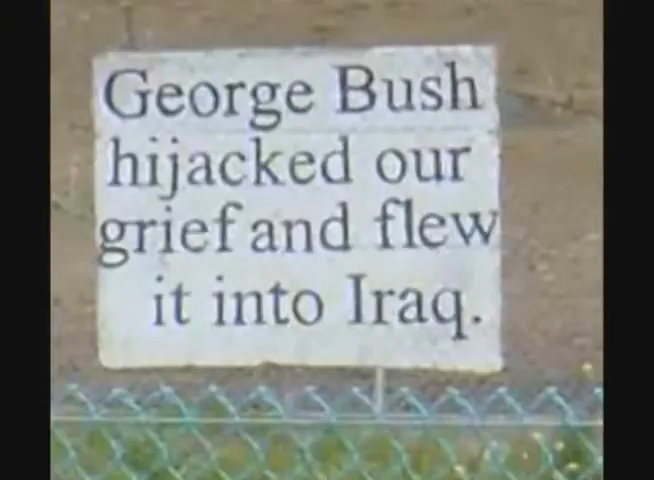 George Bush
hijacked our
grief and flew
it into Iraq.